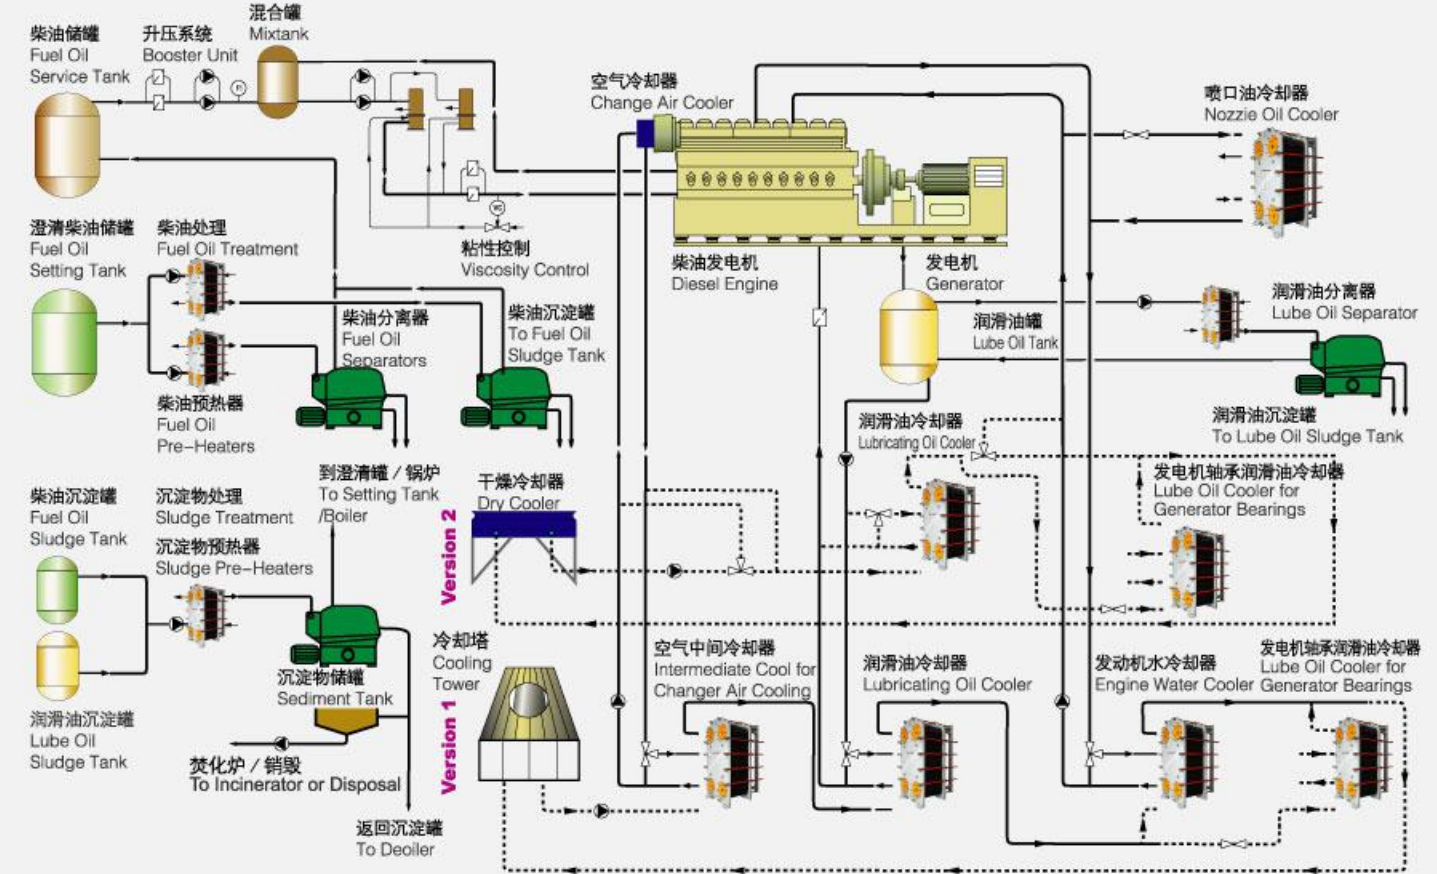 柴油储罐
Fuel Oil
Service Tank
升压系统
Booster Unit
混合罐
Mixtank
空气冷却器
Change Air Cooler
喷口油冷却器
Nozzie Oil Cooler
澄清柴油储罐
Fuel Oil
Setting Tank
柴油处理
Fuel Oil Treatment
粘性控制
Viscosity Control
柴油发电机
Diesel Engine
发电机
Generator
柴油分离器
Fuel Oil
Separators
柴油沉淀罐
To Fuel Oil
Sludge Tank
润滑油罐
Lube Oil Tank
润滑油分离器
Lube Oil Separator
柴油预热器
Fuel Oil
Pre-Heaters
润滑油冷却器
Lubricating Oil Cooler
润滑油沉淀罐
To Lube Oil Sludge Tank
柴油沉淀罐
Fuel Oil
Sludge Tank
沉淀物处理
Sludge Treatment
沉淀物预热器
Sludge Pre-Heaters
到澄清罐 / 锅炉
To Setting Tank
/Boiler
Version 2
干燥冷却器
Dry Cooler
发电机轴承润滑油冷却器
Lube Oil Cooler for
Generator Bearings
润滑油沉淀罐
Lube Oil
Sludge Tank
沉淀物储罐
Sediment Tank
焚化炉 / 销毁
To Incinerator or Disposal
返回沉淀罐
To Deoiler
Version 1
冷却塔
Cooling
Tower
空气中间冷却器
Intermediate Cool for
Changer Air Cooling
润滑油冷却器
Lubricating Oil Cooler
发动机水冷却器
Engine Water Cooler
发电机轴承润滑油冷却器
Lube Oil Cooler for
Generator Bearings